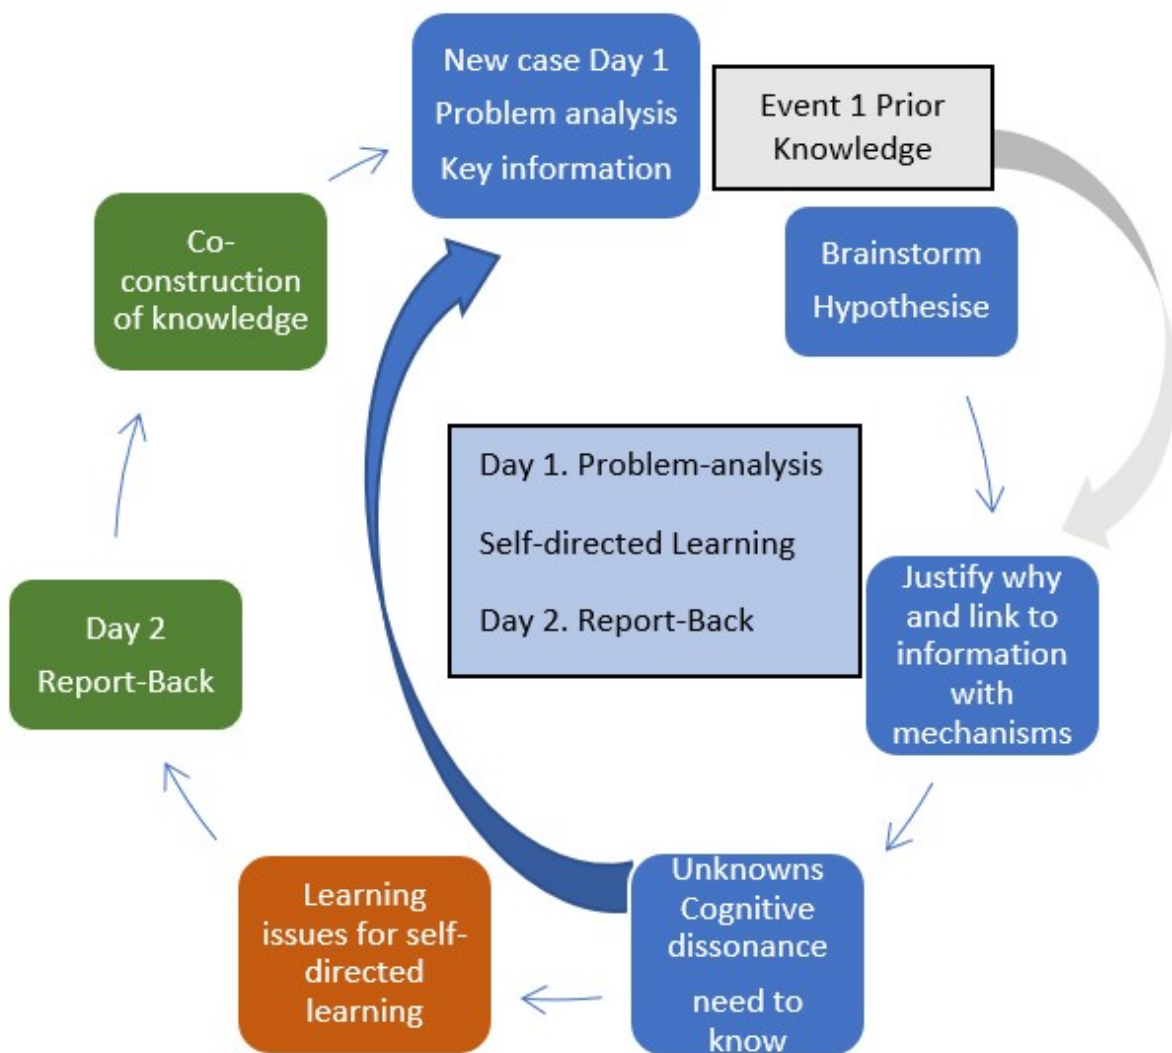 New case Day 1
Problem analysis
Key information
Event 1 Prior
Knowledge
Brainstorm
Hypothesise
Justify why
and link to
information
with
mechanisms
Unknowns
Cognitive
dissonance
need to
know
Learning
issues for self-
directed
learning
Day 2
Report-Back
Co-
construction
of knowledge
Day 1. Problem-analysis
Self-directed Learning
Day 2. Report-Back